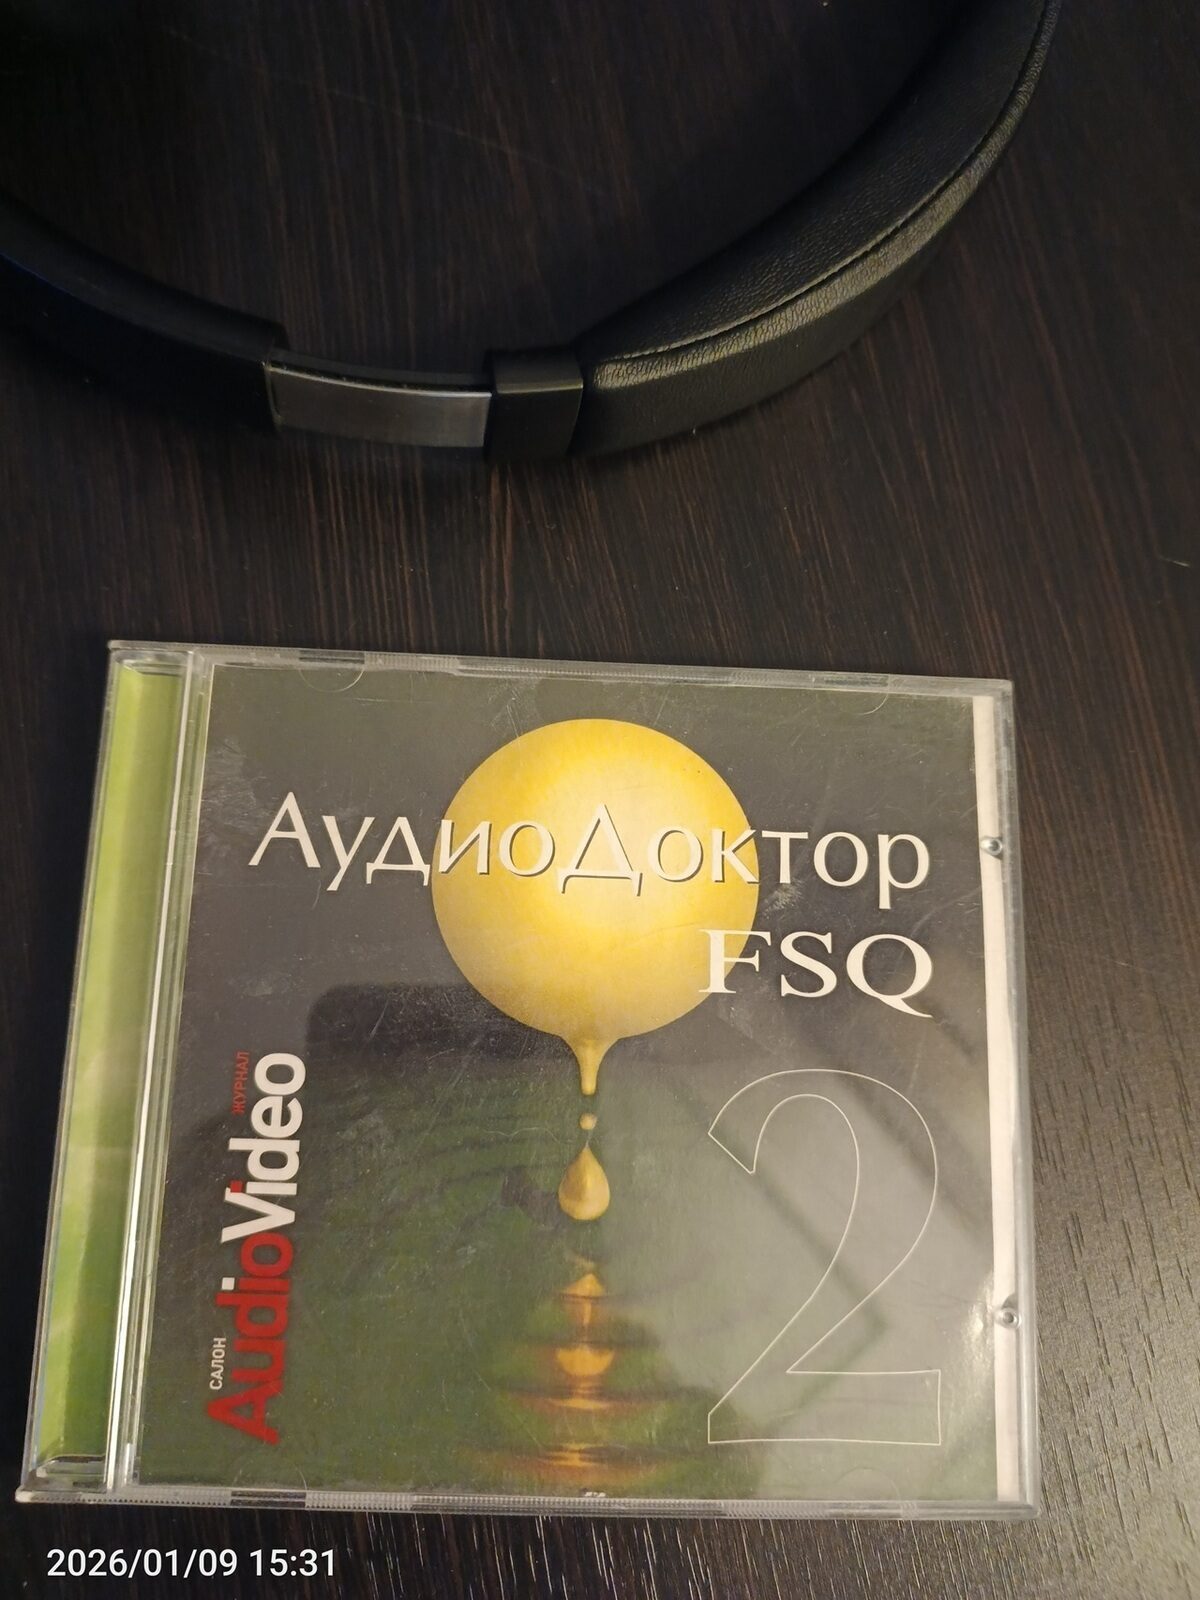 АудиоДоктор
FSQ
2
САЛОН
AudioVideo
ЖУРНАЛ
2026/01/09 15:31